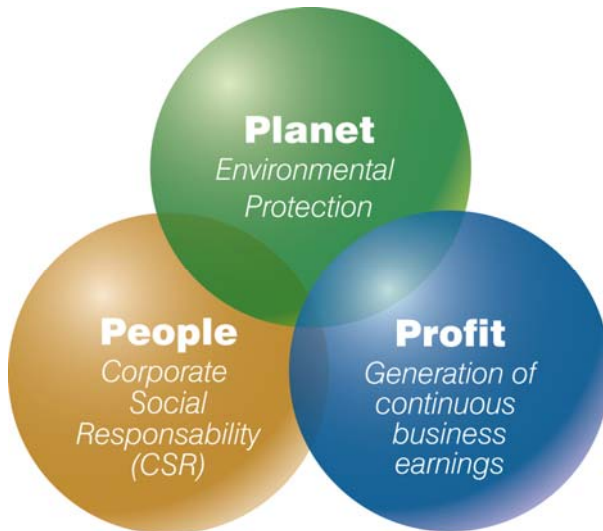 Planet
Environmental
Protection
People
Corporate
Social
Responsability
(CSR)
Profit
Generation of
continuous
business
earnings